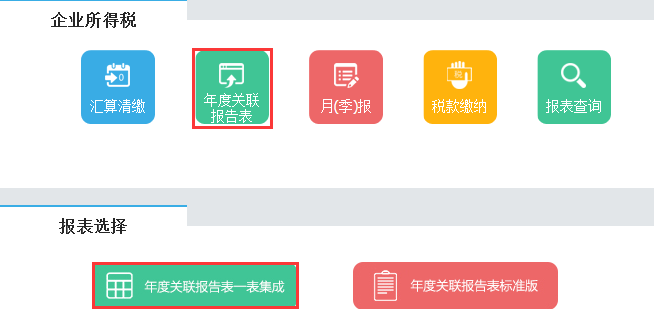 企业所得税
0
汇算清缴
年度关联
报告表
月(季)报
税
税款缴纳
报表查询
报表选择
年度关联报告表一表集成
年度关联报告表标准版